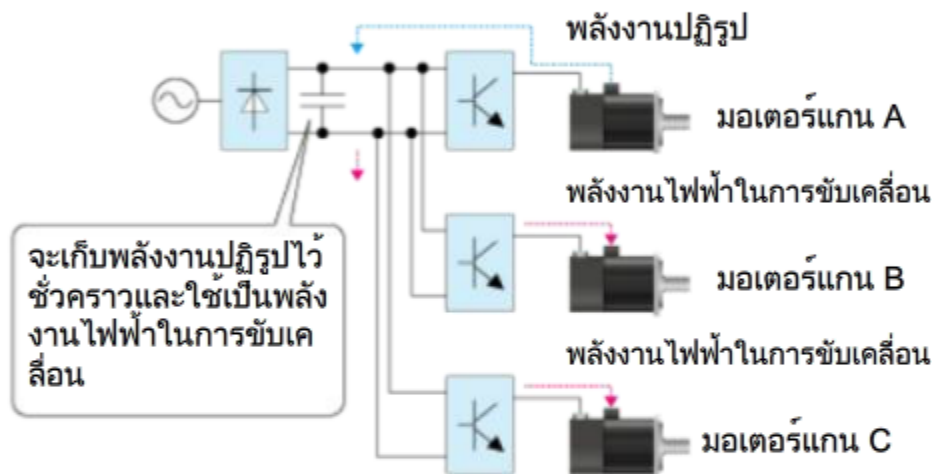 พลังงานปฏิรูป
มอเตอร์แกน A
พลังงานไฟฟ้าในการขับเคลื่อน
จะเก็บพลังงานปฏิรูปไว้
ชั่วคราวและใช้เป็นพลัง
งานไฟฟ้าในการขับเค
ลื่อน
มอเตอร์แกน B
พลังงานไฟฟ้าในการขับเคลื่อน
มอเตอร์แกน C